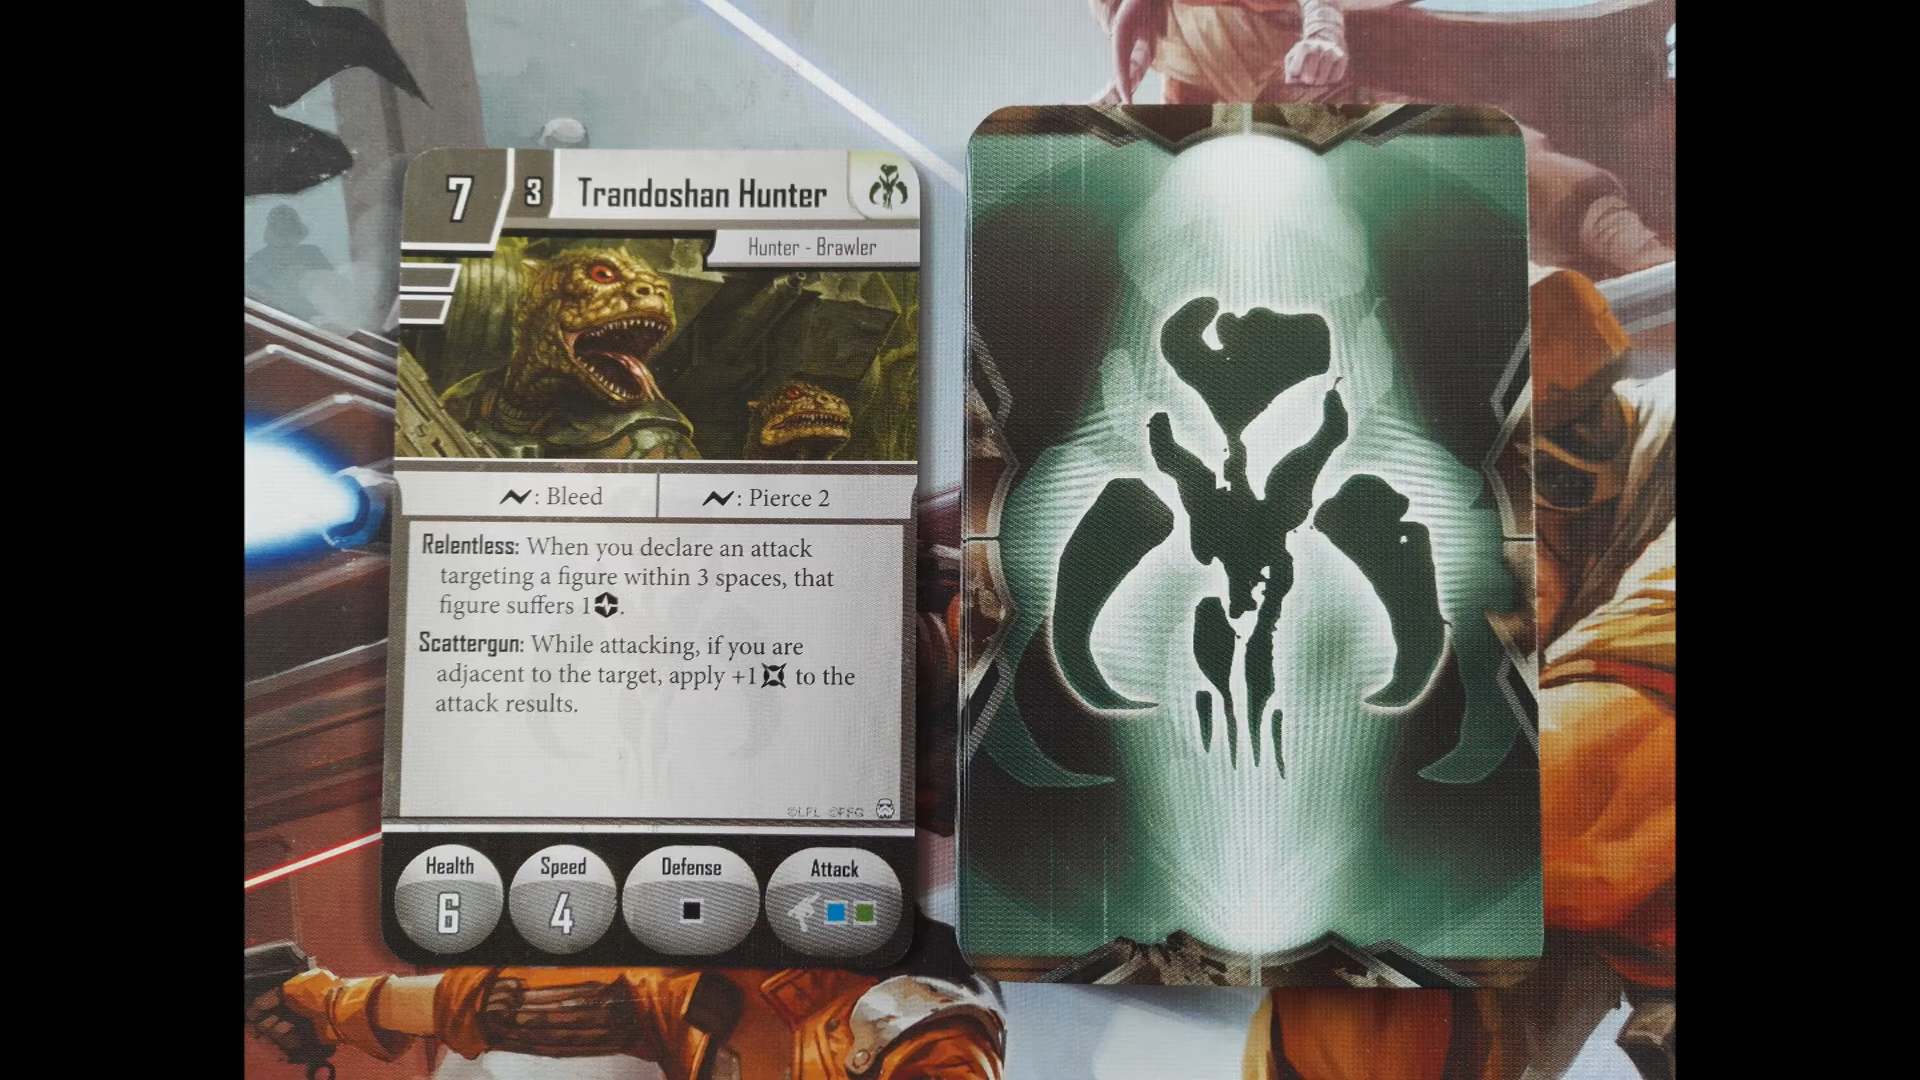 7 3 Trandoshan Hunter
Hunter - Brawler
: Bleed : Pierce 2
Relentless: When you declare an attack
targeting a figure within 3 spaces, that
figure suffers 1.
Scattergun: While attacking, if you are
adjacent to the target, apply +1 to the
attack results.
©LFL ©FFG
Health Speed Defense Attack
6 4